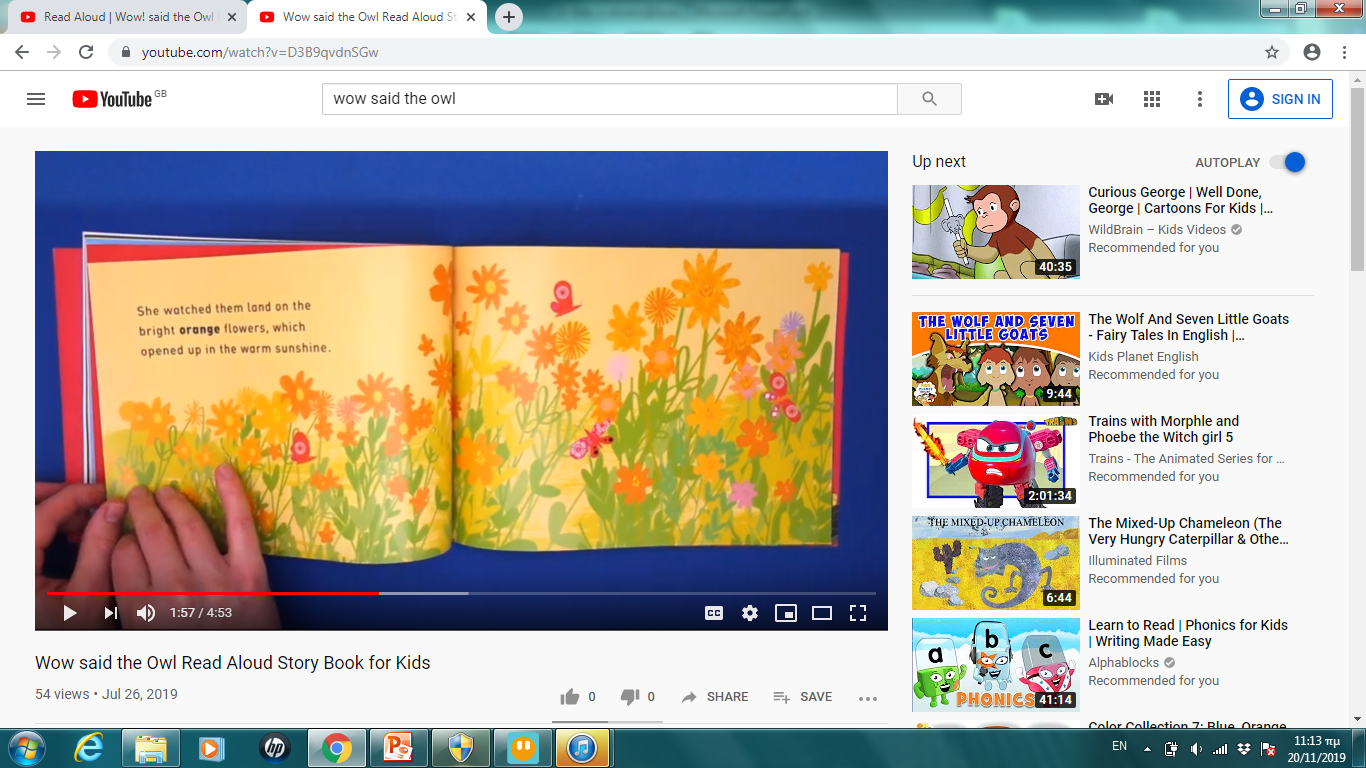 Read Aloud | Wow! said the Owl
Wow said the Owl Read Aloud St
youtube.com/watch?v=D3B9qvdnSGw
YouTube GB
wow said the owl
SIGN IN
She watched them land on the
bright orange flowers, which
opened up in the warm sunshine.
1:57 / 4:53
CC
Wow said the Owl Read Aloud Story Book for Kids
54 views • Jul 26, 2019
0
0
SHARE
SAVE
Up next
AUTOPLAY
40:35
Curious George | Well Done,
George | Cartoons For Kids |...
WildBrain – Kids Videos
Recommended for you
THE WOLF AND SEVEN
LITTLE GOATS
9:44
The Wolf And Seven Little Goats
- Fairy Tales In English |...
Kids Planet English
Recommended for you
TRAINS
2:01:34
Trains with Morphle and
Phoebe the Witch girl 5
Trains - The Animated Series for ...
Recommended for you
THE MIXED-UP CHAMELEON
6:44
The Mixed-Up Chameleon (The
Very Hungry Caterpillar & Othe...
Illuminated Films
Recommended for you
a b c
PHONICS
41:14
Learn to Read | Phonics for Kids
| Writing Made Easy
Alphablocks
Recommended for you
Color Collection 7: Blue, Orange
hp
EN
11:13 πμ
20/11/2019